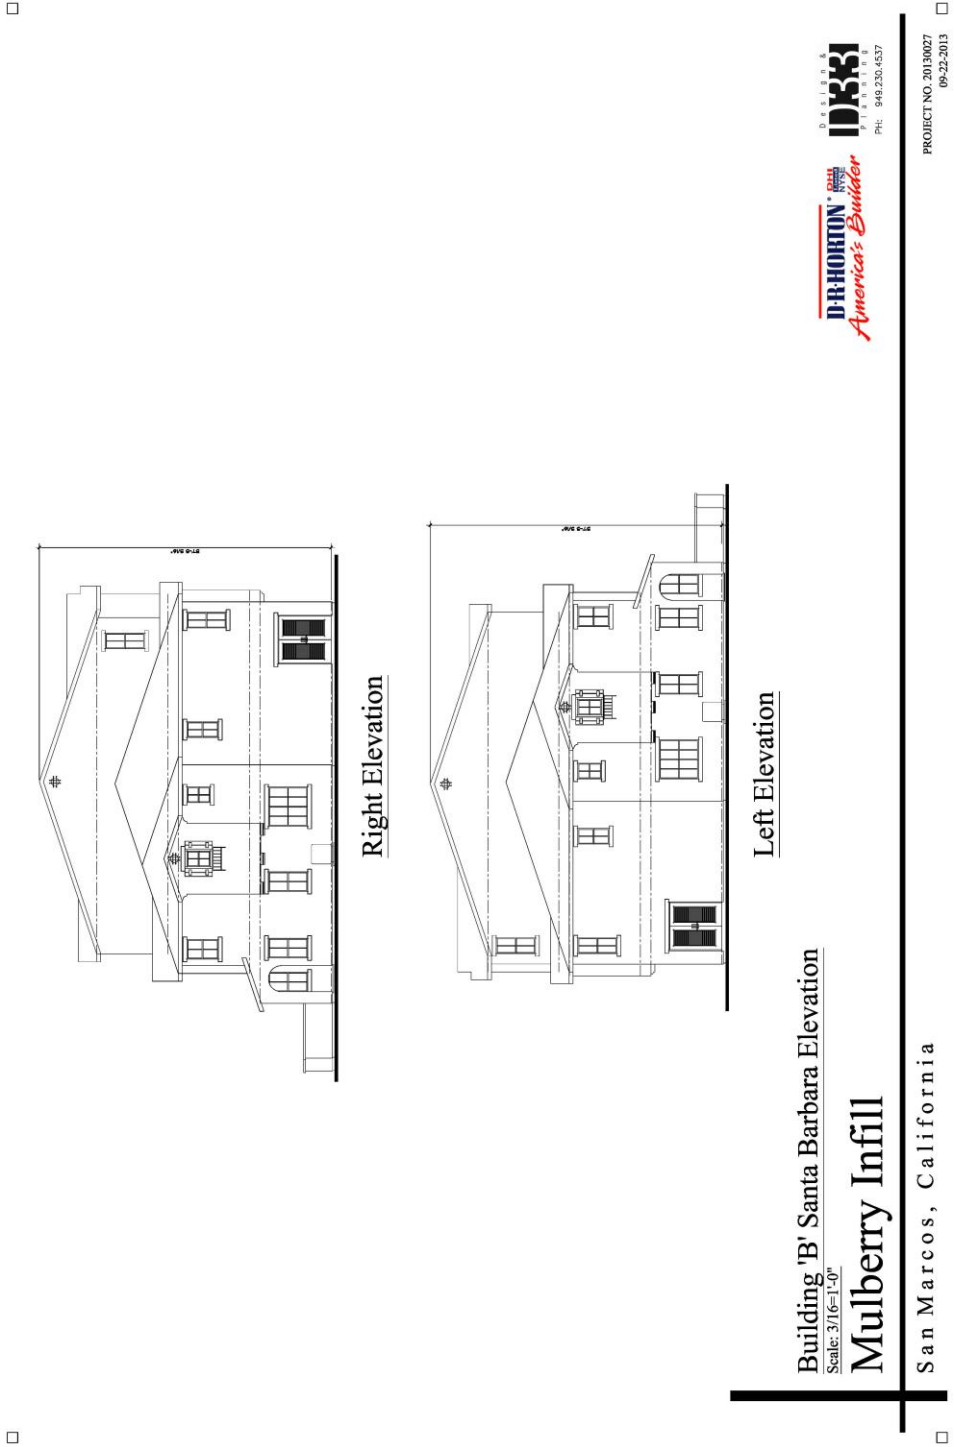 Right Elevation
Left Elevation
Building 'B' Santa Barbara Elevation
Scale: 3/16=1'-0"
Mulberry Infill
San Marcos, California
D·R·HORTON®
DHI
NYSE
America's Builder
Design &
D33
Planning
PH: 949.230.4537
PROJECT NO. 20130027
09-22-2013